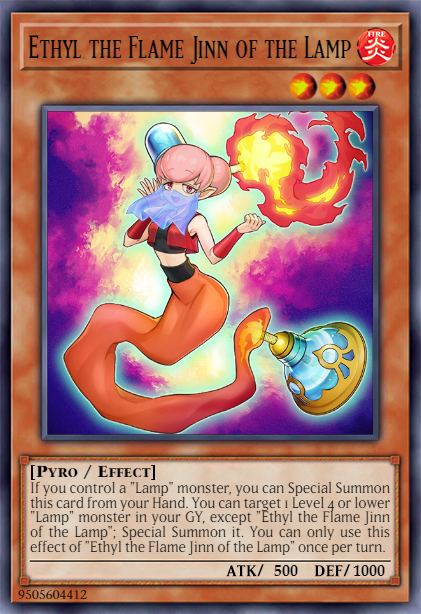 Ethyl the Flame Jinn of the Lamp
FIRE
炎
[Pyro / Effect]
If you control a "Lamp" monster, you can Special Summon
this card from your Hand. You can target 1 Level 4 or lower
"Lamp" monster in your GY, except "Ethyl the Flame Jinn
of the Lamp"; Special Summon it. You can only use this
effect of "Ethyl the Flame Jinn of the Lamp" once per turn.
ATK/ 500 DEF/1000
9505604412